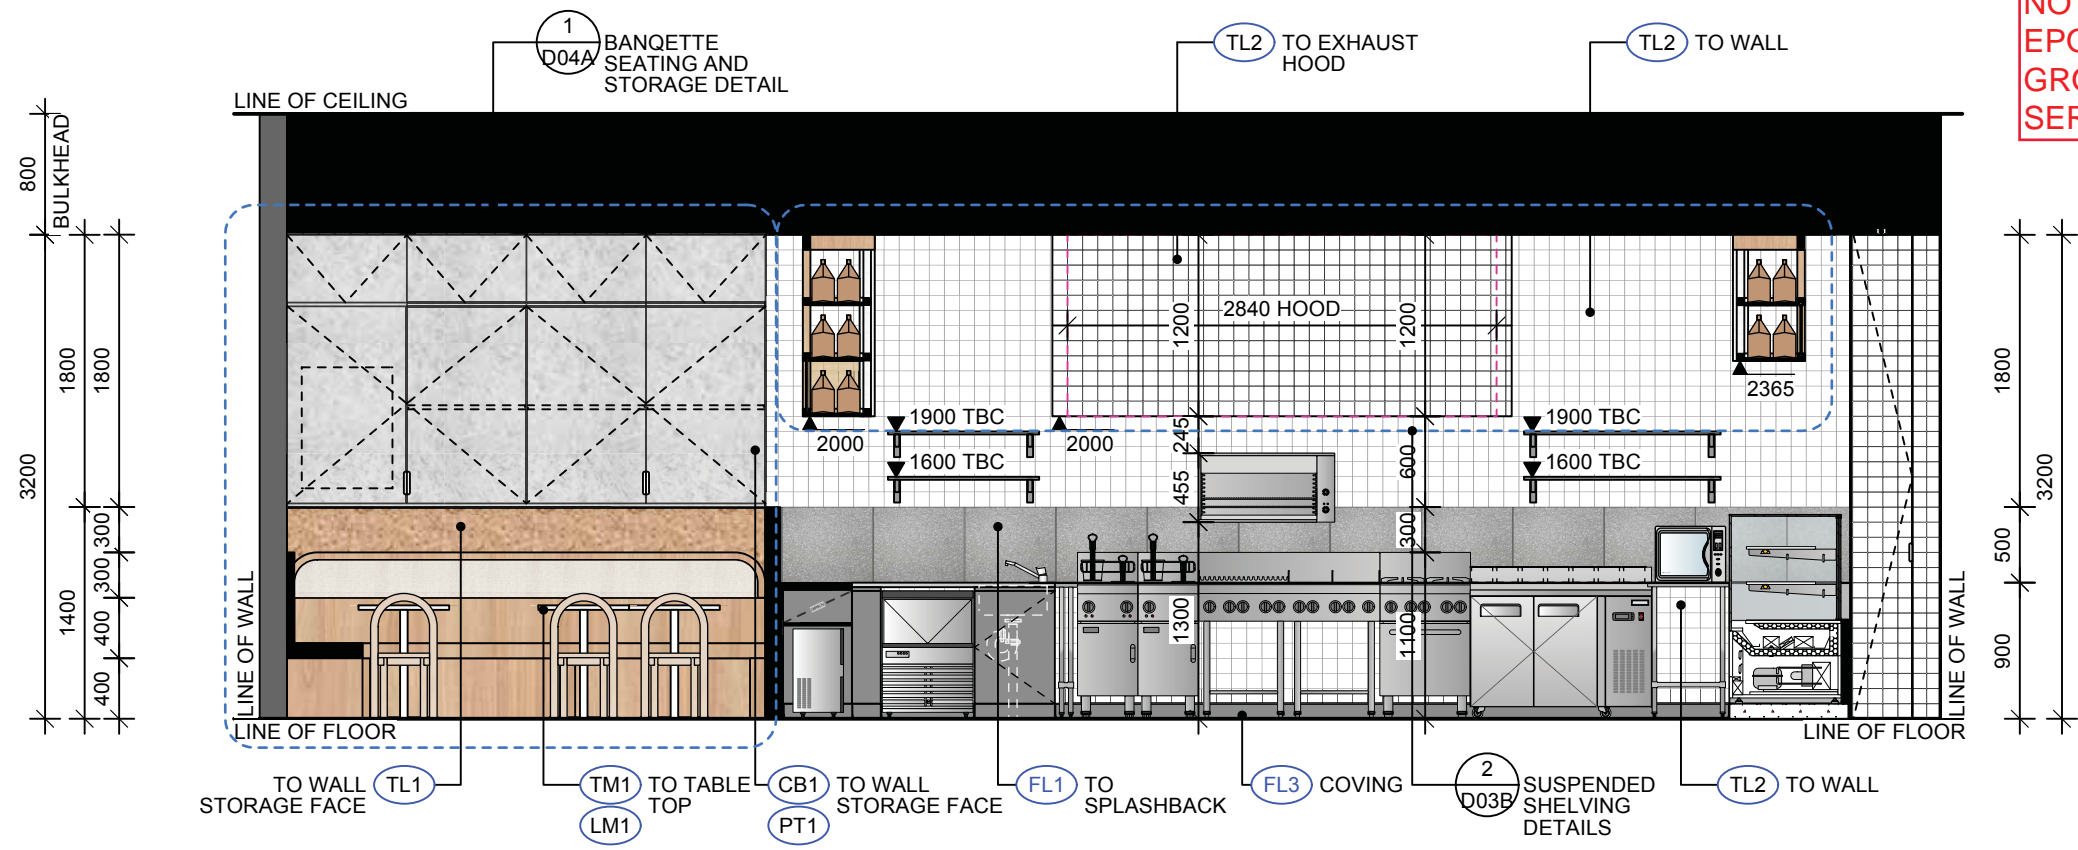 1
D04A
BANQETTE
SEATING AND
STORAGE DETAIL
TL2 TO EXHAUST
HOOD
TL2 TO WALL
NO
GRO
LINE OF CEILING
800
BULKHEAD
3200
1800
1800
1400
300
300
400
400
LINE OF WALL
LINE OF FLOOR
2000
1900 TBC
1600 TBC
2000
2840 HOOD
1200
1200
245
455
600
300
1300
1100
1900 TBC
1600 TBC
2365
1800
500
900
3200
LINE OF WALL
LINE OF FLOOR
TO WALL TL1
STORAGE FACE
TM1 TO TABLE
TOP
LM1
CB1 TO WALL
STORAGE FACE
PT1
FL1 TO
SPLASHBACK
FL3 COVING
2
D03B
SUSPENDED
SHELVING
DETAILS
TL2 TO WALL